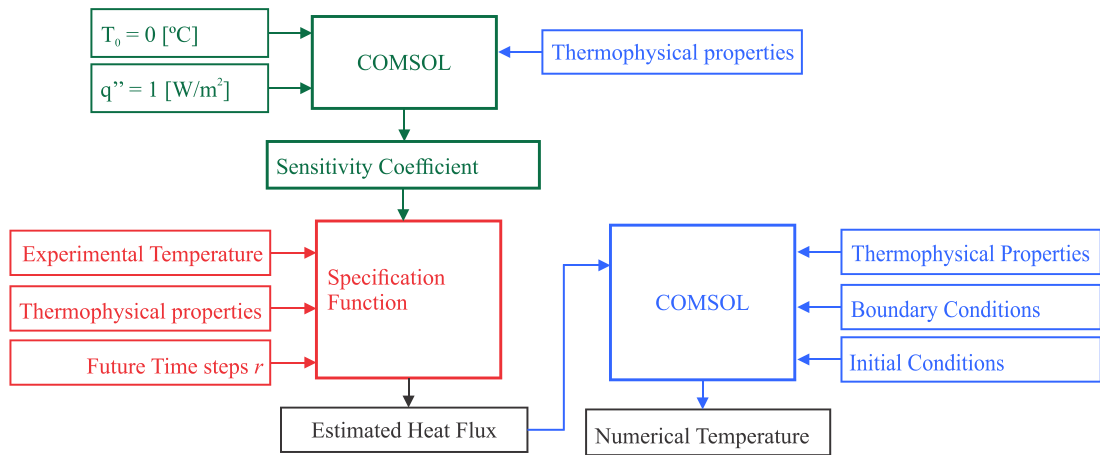 T₀ = 0 [ºC]
q’’ = 1 [W/m²]
COMSOL
Thermophysical properties
Sensitivity Coefficient
Experimental Temperature
Thermophysical properties
Future Time steps r
Specification
Function
Estimated Heat Flux
COMSOL
Thermophysical Properties
Boundary Conditions
Initial Conditions
Numerical Temperature